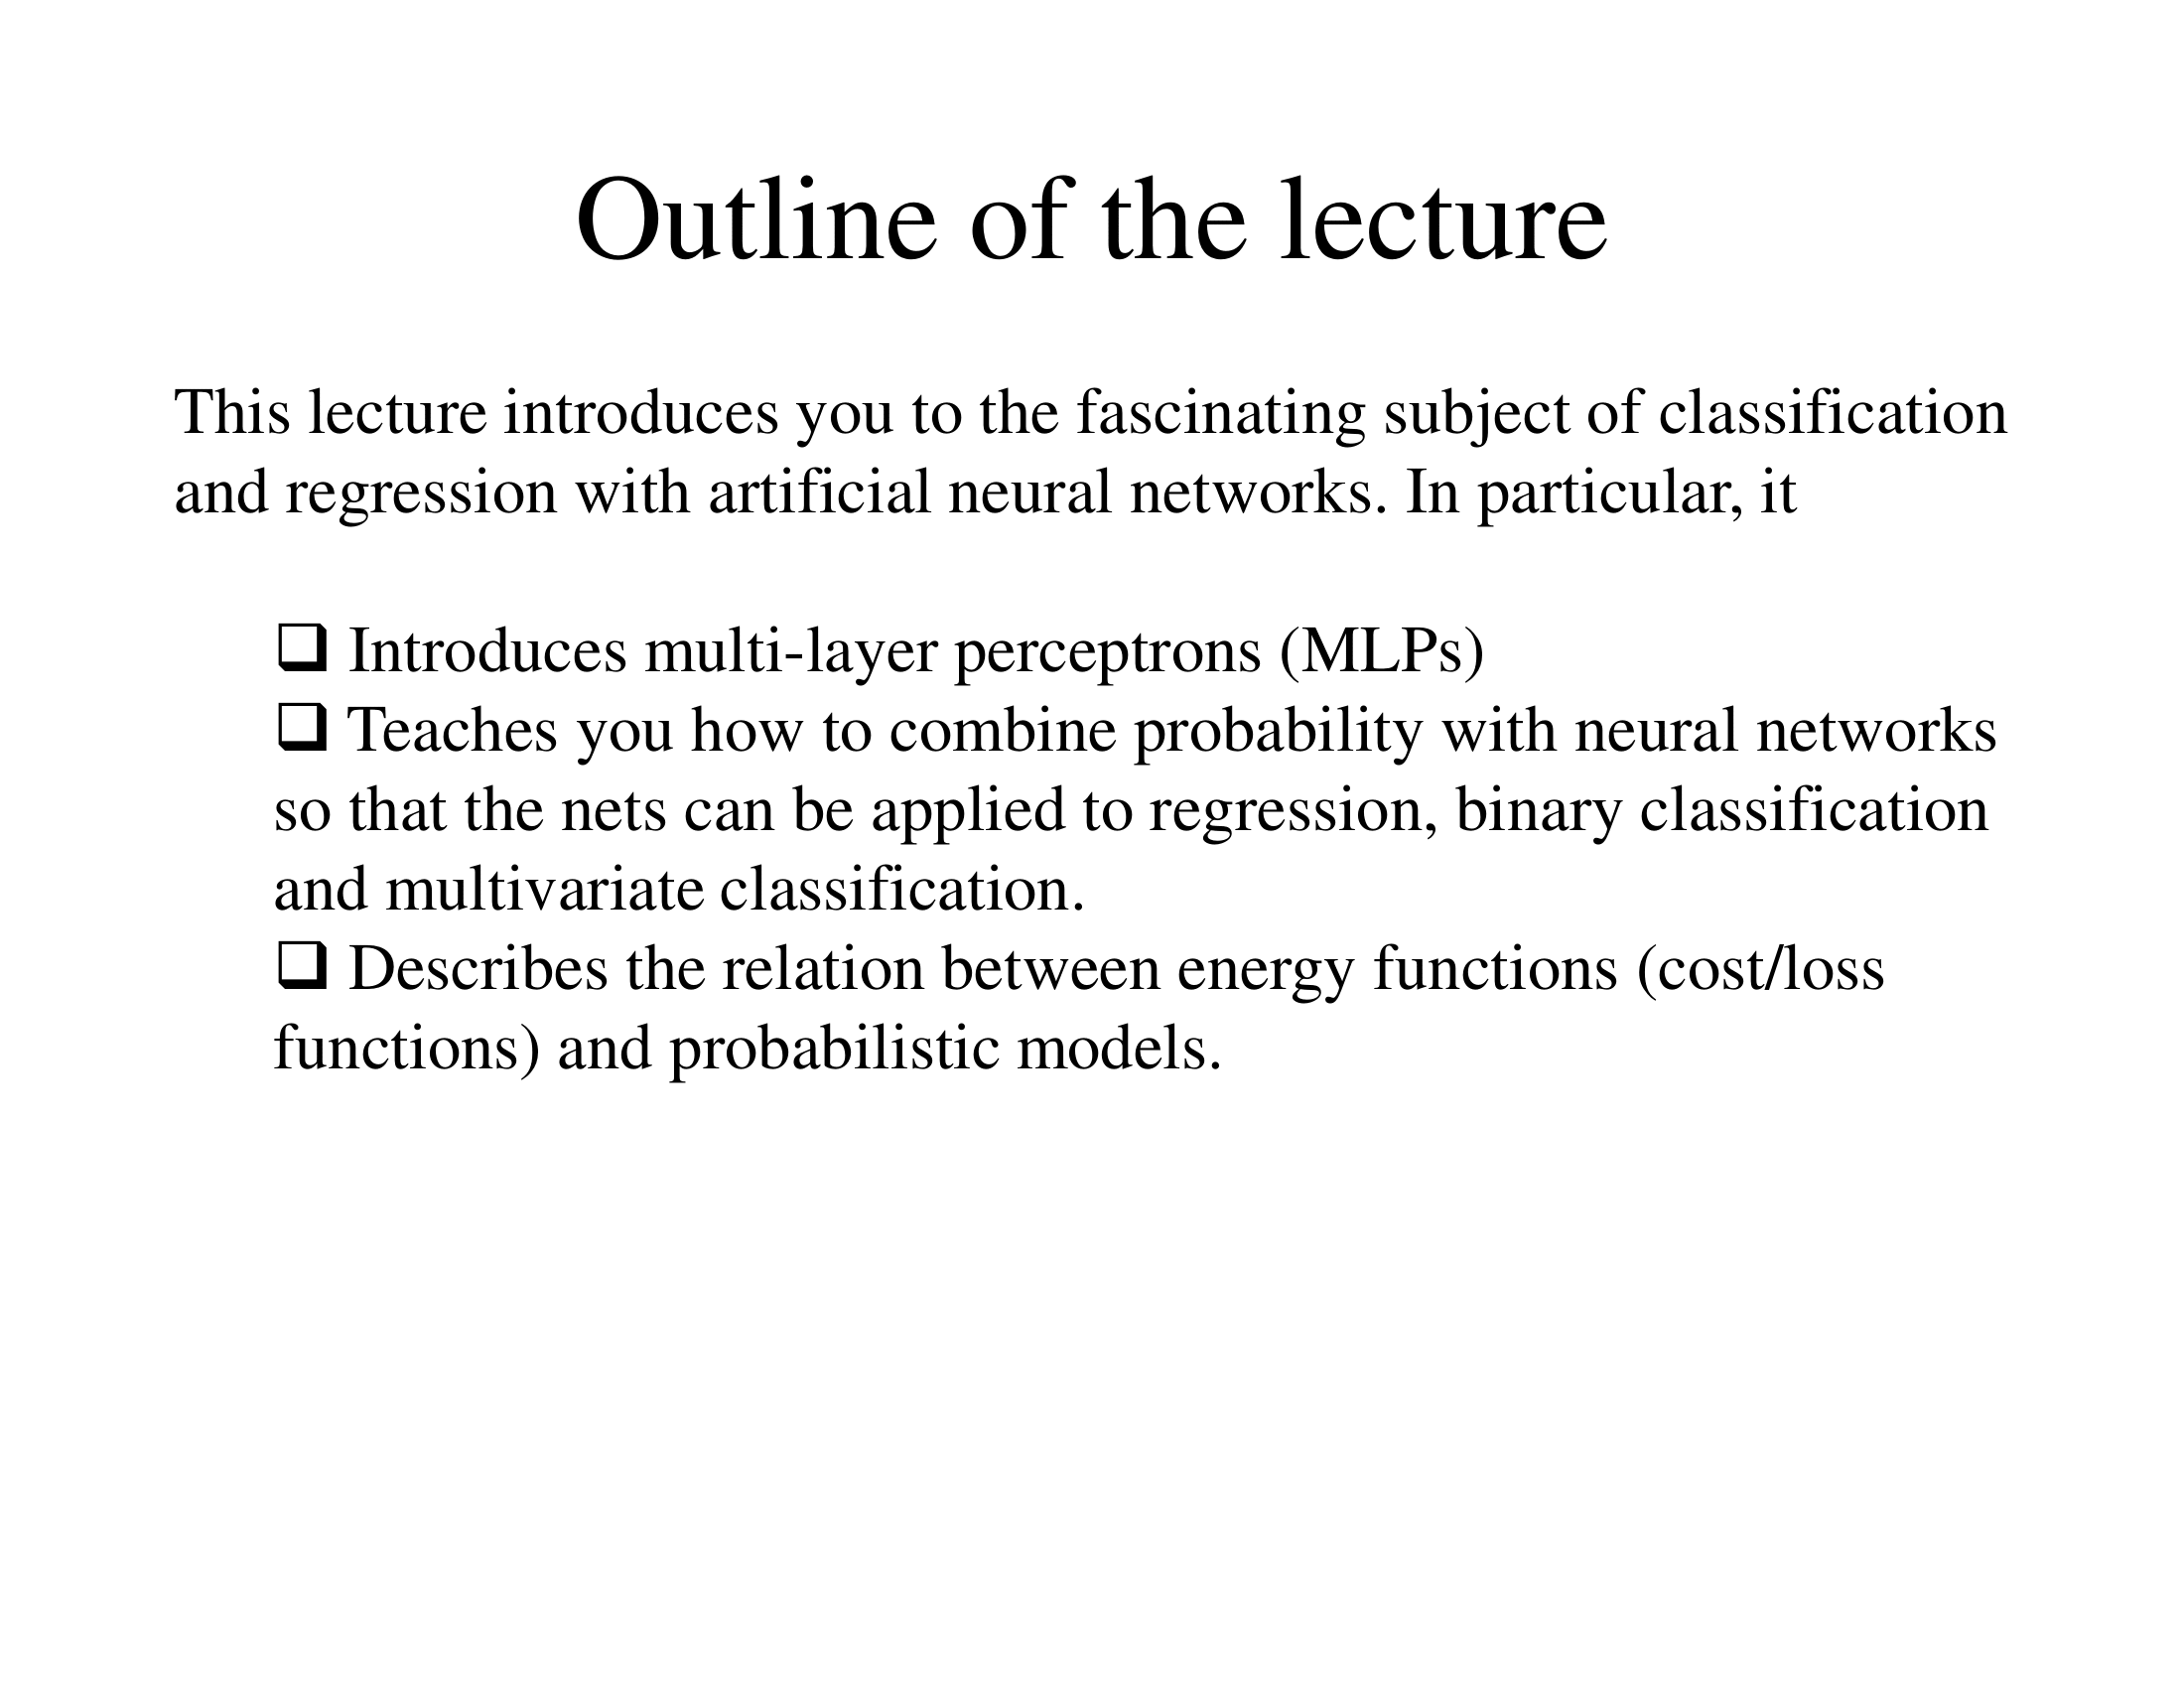 Outline of the lecture
This lecture introduces you to the fascinating subject of classification
and regression with artificial neural networks. In particular, it
❑ Introduces multi-layer perceptrons (MLPs)
❑ Teaches you how to combine probability with neural networks
so that the nets can be applied to regression, binary classification
and multivariate classification.
❑ Describes the relation between energy functions (cost/loss
functions) and probabilistic models.